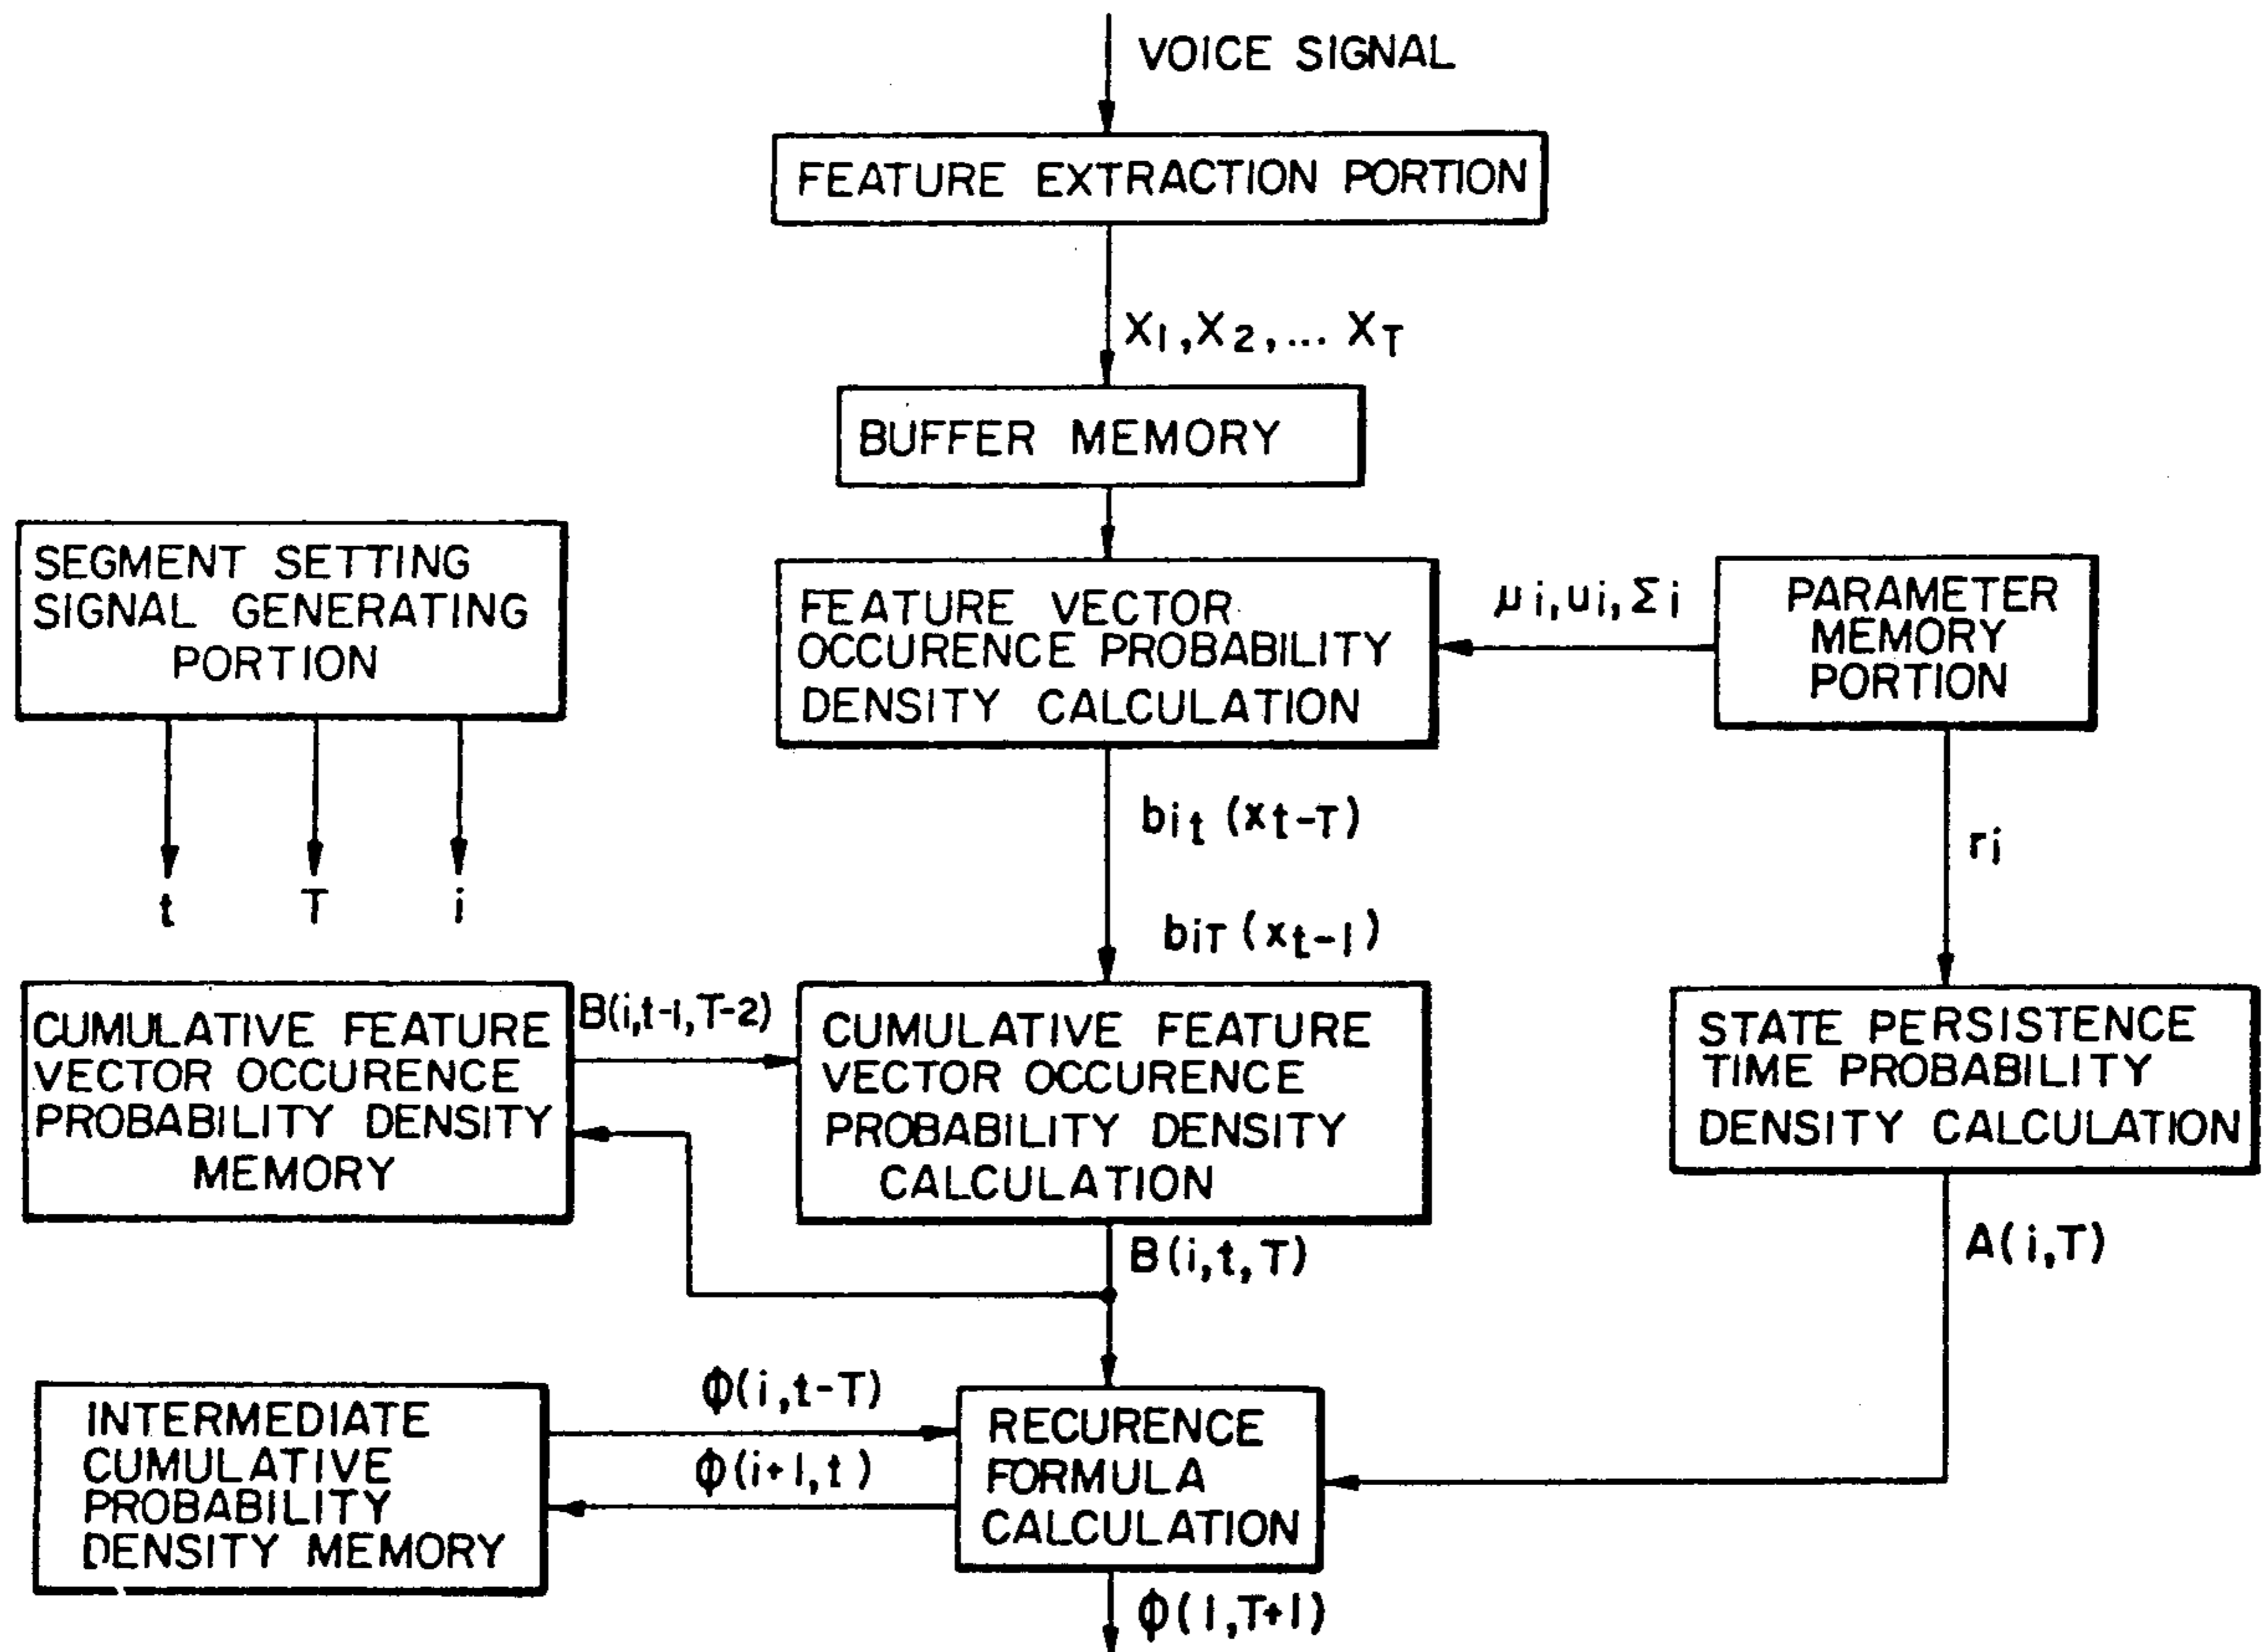 VOICE SIGNAL
FEATURE EXTRACTION PORTION
X1, X2, ... XT
BUFFER MEMORY
SEGMENT SETTING
SIGNAL GENERATING
PORTION
t
T
i
FEATURE VECTOR
OCCURENCE PROBABILITY
DENSITY CALCULATION
μi, ui, Σi
PARAMETER
MEMORY
PORTION
bit (xt-T)
biT (xt-1)
ri
CUMULATIVE FEATURE
VECTOR OCCURENCE
PROBABILITY DENSITY
MEMORY
B(i,t-1,T-2)
CUMULATIVE FEATURE
VECTOR OCCURENCE
PROBABILITY DENSITY
CALCULATION
STATE PERSISTENCE
TIME PROBABILITY
DENSITY CALCULATION
B(i,t,T)
A(i,T)
INTERMEDIATE
CUMULATIVE
PROBABILITY
DENSITY MEMORY
Φ(i,t-T)
Φ(i+1,t)
RECURENCE
FORMULA
CALCULATION
Φ(1,T+1)